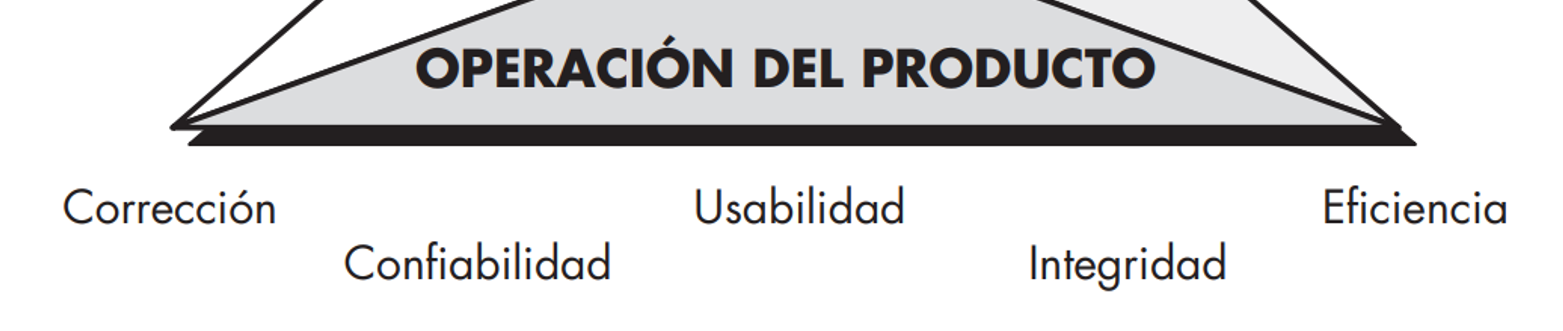 OPERACIÓN DEL PRODUCTO
Corrección Usabilidad Eficiencia
Confiabilidad Integridad